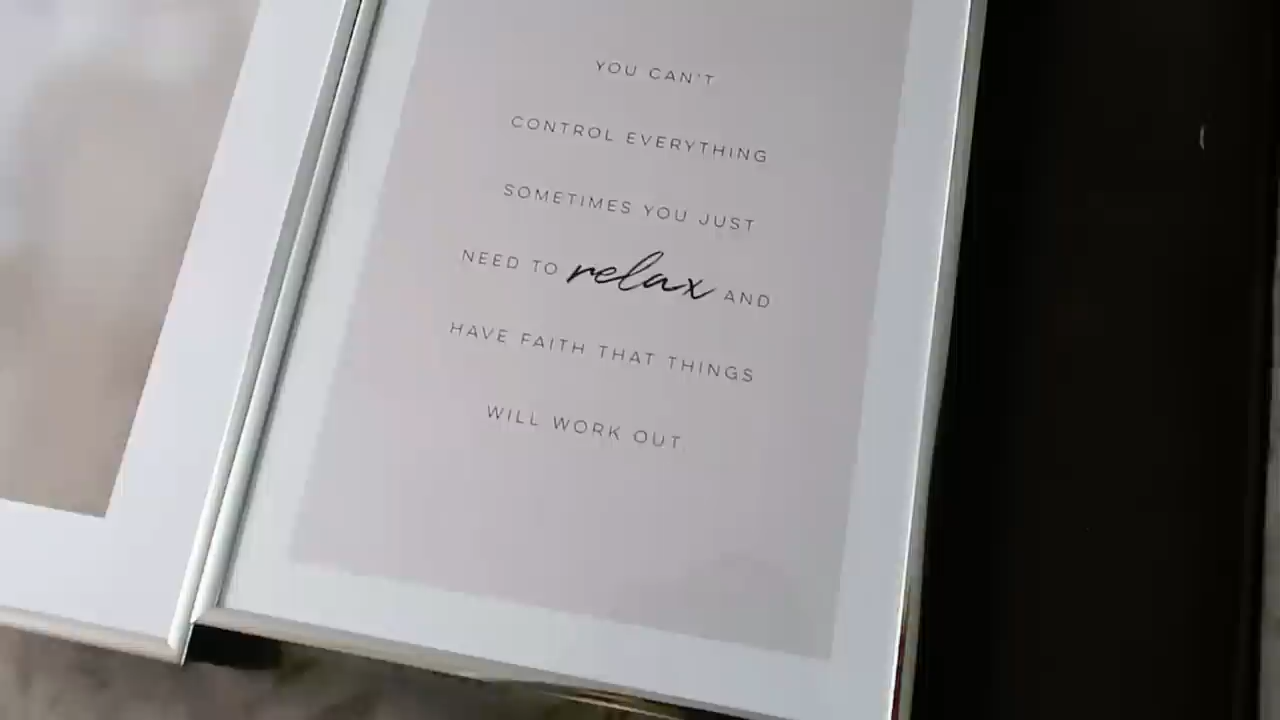 YOU CAN'T
CONTROL EVERYTHING
SOMETIMES YOU JUST
NEED TO relax AND
HAVE FAITH THAT THINGS
WILL WORK OUT